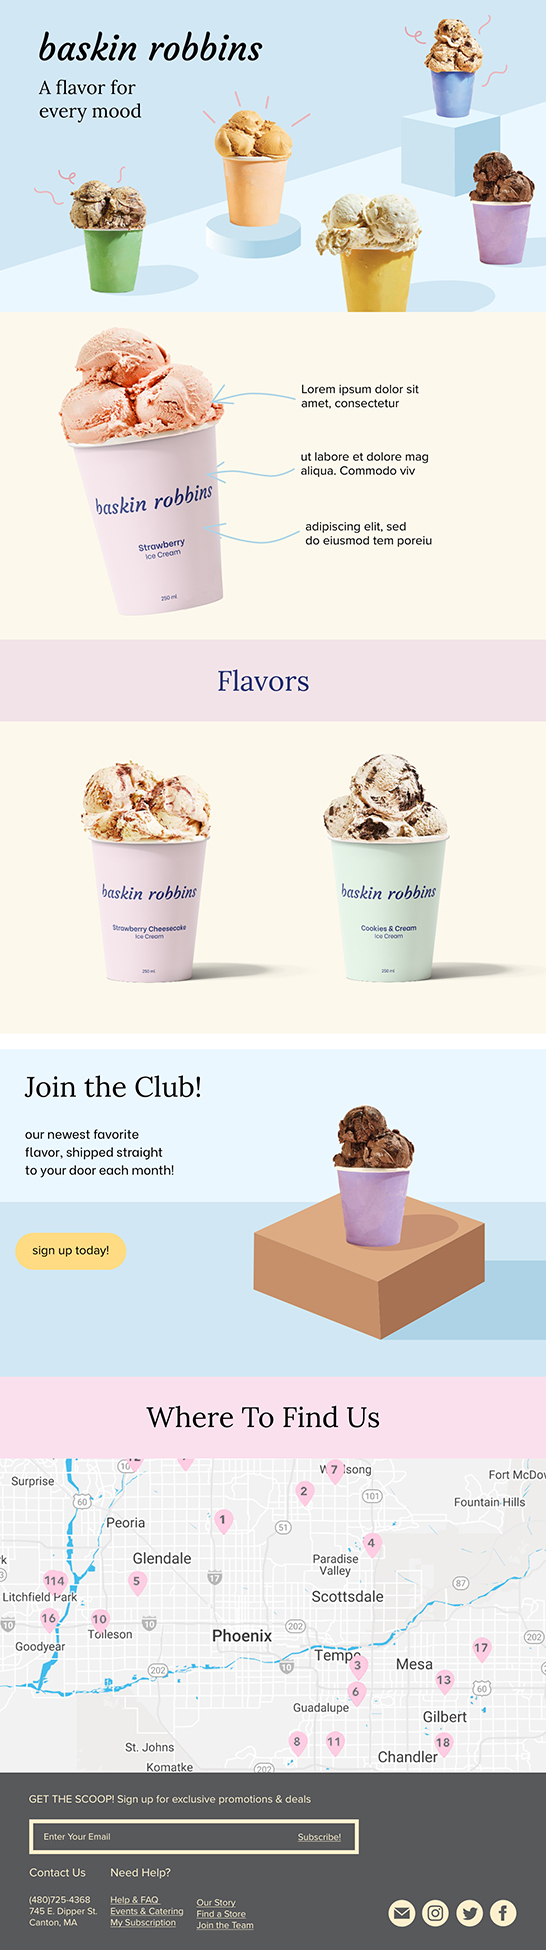 baskin robbins
A flavor for
every mood
Lorem ipsum dolor sit
amet, consectetur
ut labore et dolore mag
aliqua. Commodo viv
adipiscing elit, sed
do eiusmod tem poreiu
baskin robbins
Strawberry
Ice Cream
250 ml
Flavors
baskin robbins
Strawberry Cheesecake
Ice Cream
250 ml
baskin robbins
Cookies & Cream
Ice Cream
250 ml
Join the Club!
our newest favorite
flavor, shipped straight
to your door each month!
sign up today!
Where To Find Us
12
7
Surprise
10
60
2
101
Fort McDo
Fountain Hills
1
Peoria
51
4
Glendale
Paradise
Valley
114
5
17
87
Litchfield Park
Scottsdale
16
10
10
10
202
202
Goodyear
Tolleson
Phoenix
17
202
10
Tempe
3
Mesa
13
60
6
Guadalupe
Gilbert
8
11
18
St. Johns
Chandler
Komatke
202
GET THE SCOOP! Sign up for exclusive promotions & deals
Enter Your Email
Subscribe!
Contact Us
Need Help?
(480)725-4368
745 E. Dipper St.
Canton, MA
Help & FAQ
Events & Catering
My Subscription
Our Story
Find a Store
Join the Team